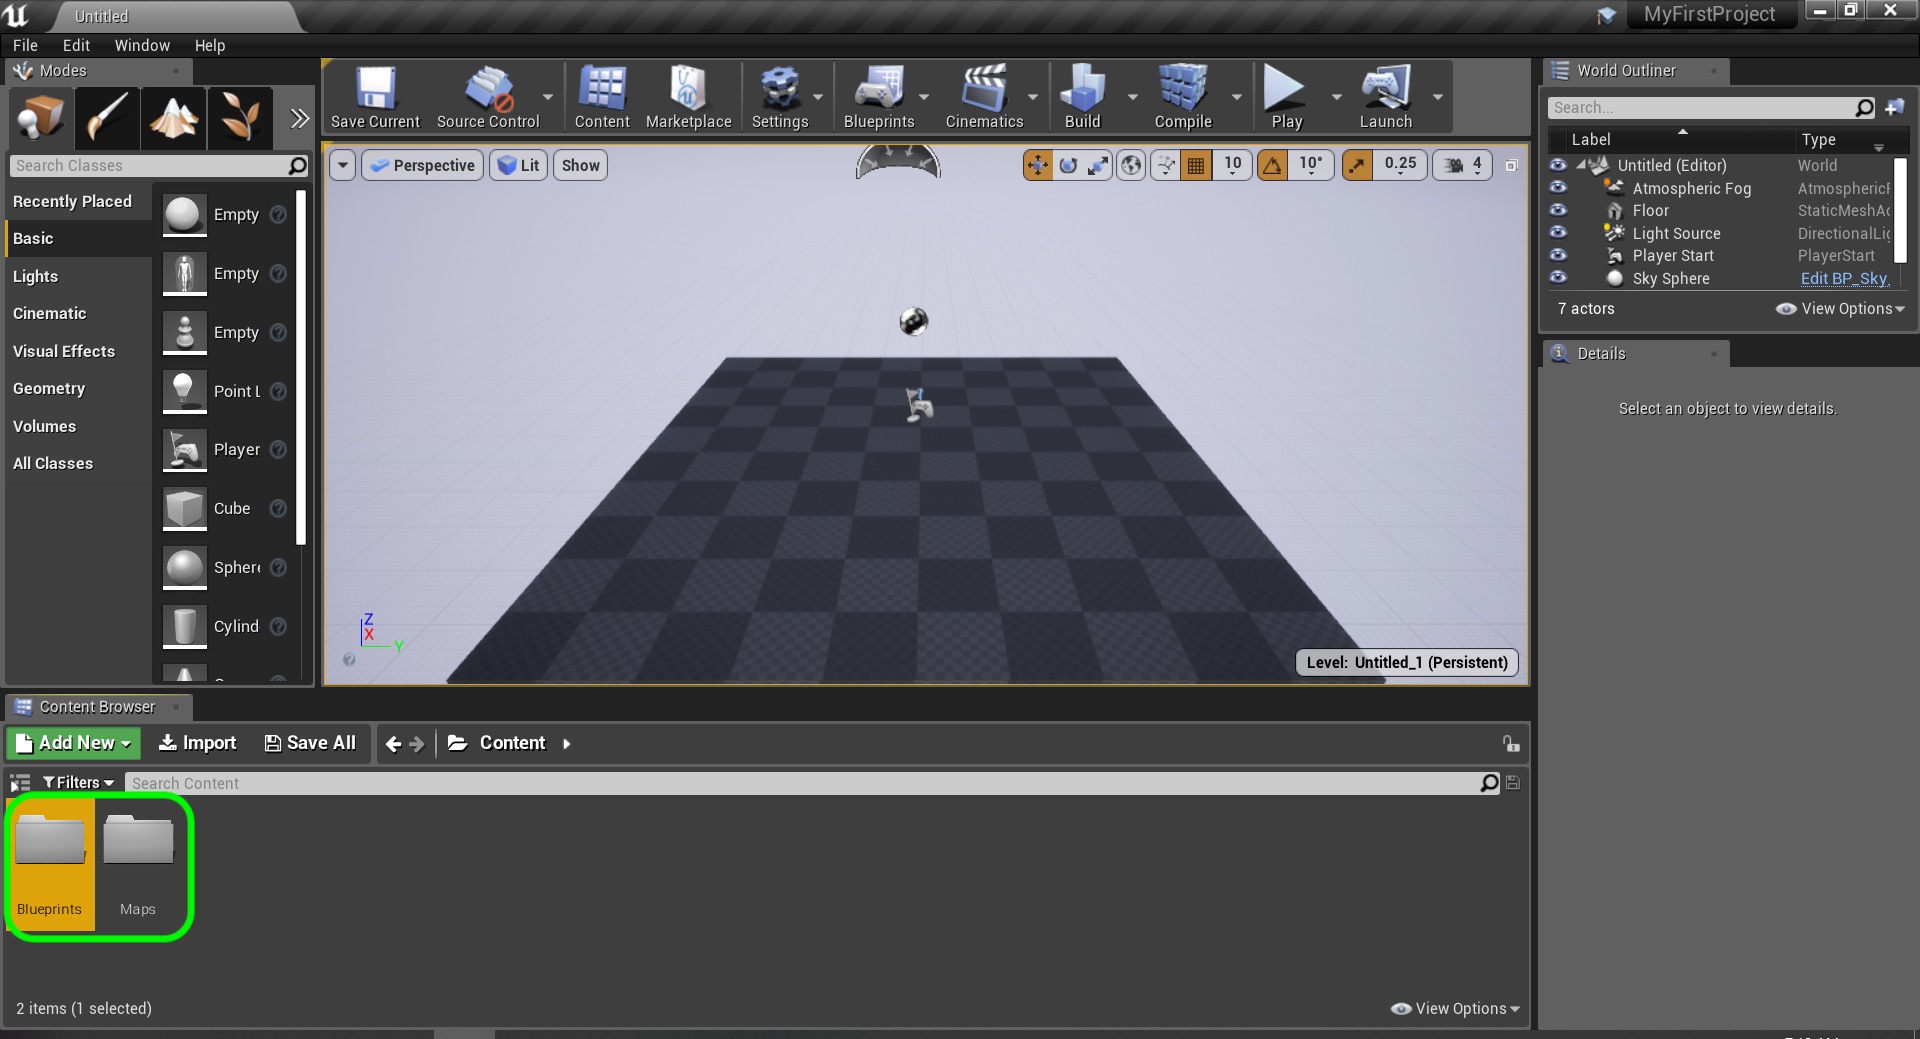 Untitled
MyFirstProject
File Edit Window Help
Modes
Search Classes
Recently Placed
Basic
Lights
Cinematic
Visual Effects
Geometry
Volumes
All Classes
Empty
Empty
Empty
Point L
Player
Cube
Sphere
Cylind
Save Current Source Control Content Marketplace Settings Blueprints Cinematics Build Compile Play Launch
Perspective Lit Show 10 10° 0.25 4
Z
X
Y
Level: Untitled_1 (Persistent)
World Outliner
Search...
Label Type
Untitled (Editor) World
Atmospheric Fog AtmosphericF
Floor StaticMeshAc
Light Source DirectionalLig
Player Start PlayerStart
Sky Sphere Edit BP_Sky
7 actors View Options
Details
Select an object to view details.
Content Browser
Add New Import Save All Content
Filters Search Content
Blueprints Maps
2 items (1 selected) View Options